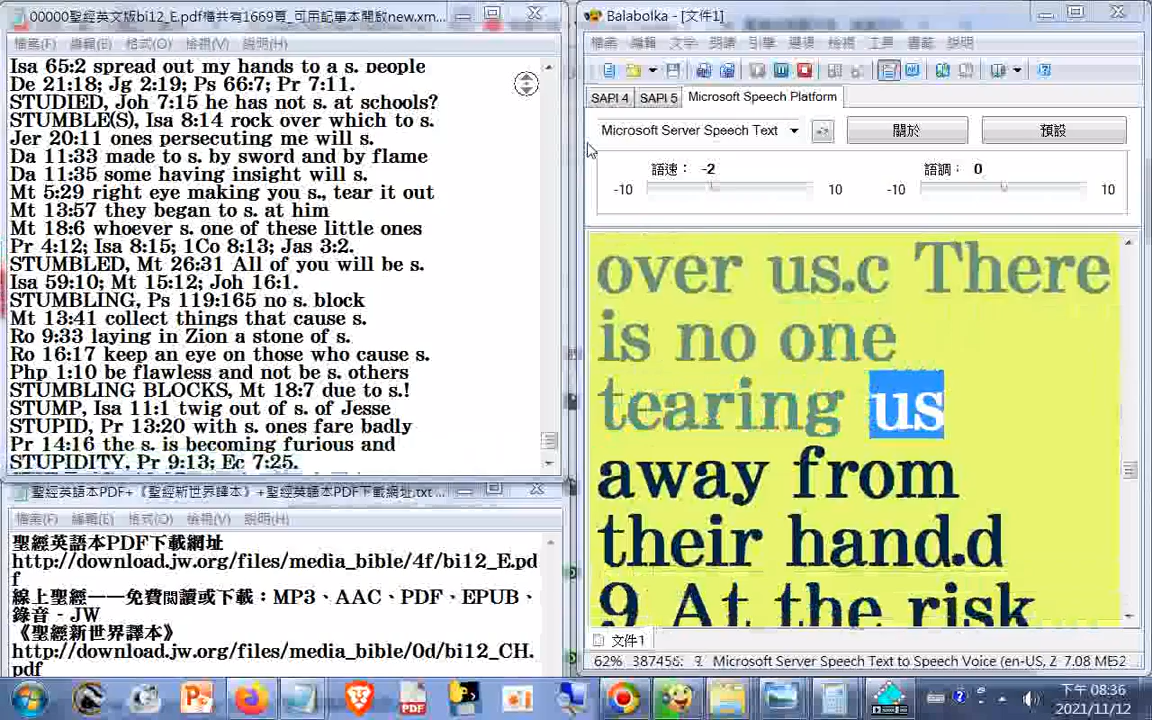 00000聖經英文版bi12_E.pdf檔共有1669頁_可用記事本開啟new.xm...
檔案(F) 編輯(E) 格式(O) 檢視(V) 說明(H)
Isa 65:2 spread out my hands to a s. people
De 21:18; Jg 2:19; Ps 66:7; Pr 7:11.
STUDIED, Joh 7:15 he has not s. at schools?
STUMBLE(S), Isa 8:14 rock over which to s.
Jer 20:11 ones persecuting me will s.
Da 11:33 made to s. by sword and by flame
Da 11:35 some having insight will s.
Mt 5:29 right eye making you s., tear it out
Mt 13:57 they began to s. at him
Mt 18:6 whoever s. one of these little ones
Pr 4:12; Isa 8:15; 1Co 8:13; Jas 3:2.
STUMBLED, Mt 26:31 All of you will be s.
Isa 59:10; Mt 15:12; Joh 16:1.
STUMBLING, Ps 119:165 no s. block
Mt 13:41 collect things that cause s.
Ro 9:33 laying in Zion a stone of s.
Ro 16:17 keep an eye on those who cause s.
Php 1:10 be flawless and not be s. others
STUMBLING BLOCKS, Mt 18:7 due to s.!
STUMP, Isa 11:1 twig out of s. of Jesse
STUPID, Pr 13:20 with s. ones fare badly
Pr 14:16 the s. is becoming furious and
STUPIDITY, Pr 9:13; Ec 7:25.
聖經英語本PDF+《聖經新世界譯本》+聖經英語本PDF下載網址.txt ...
檔案(F) 編輯(E) 格式(O) 檢視(V) 說明(H)
聖經英語本PDF下載網址
http://download.jw.org/files/media_bible/4f/bi12_E.pd
f
線上聖經——免費閱讀或下載：MP3、AAC、PDF、EPUB、
錄音 - JW
《聖經新世界譯本》
http://download.jw.org/files/media_bible/0d/bi12_CH.
pdf
Balabolka - [文件1]
檔案 編輯 文字 朗讀 引擎 選項 檢視 工具 書籤 說明
SAPI 4 SAPI 5 Microsoft Speech Platform
Microsoft Server Speech Text 關於 預設
語速： -2 語調： 0
-10 10 -10 10
over us.c There
is no one
tearing us
away from
their hand.d
9 At the risk
文件1
62% Microsoft Server Speech Text to Speech Voice (en-US, Z 7.08 MB
下午 08:36
2021/11/12